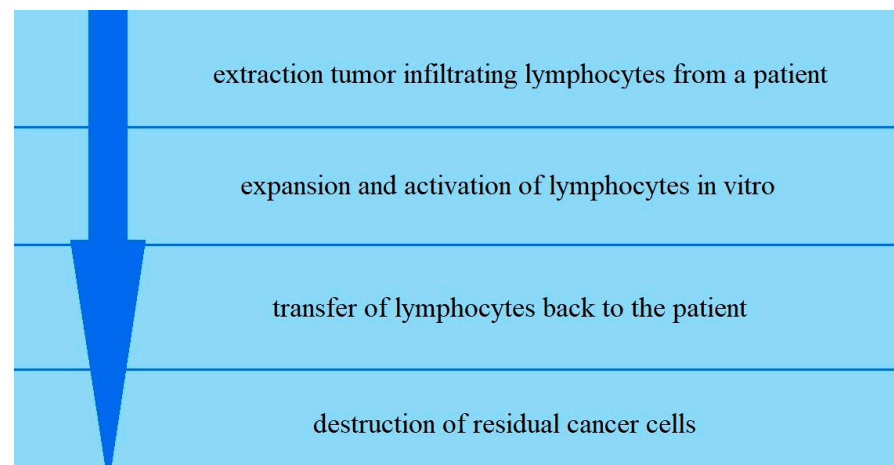 extraction tumor infiltrating lymphocytes from a patient
expansion and activation of lymphocytes in vitro
transfer of lymphocytes back to the patient
destruction of residual cancer cells